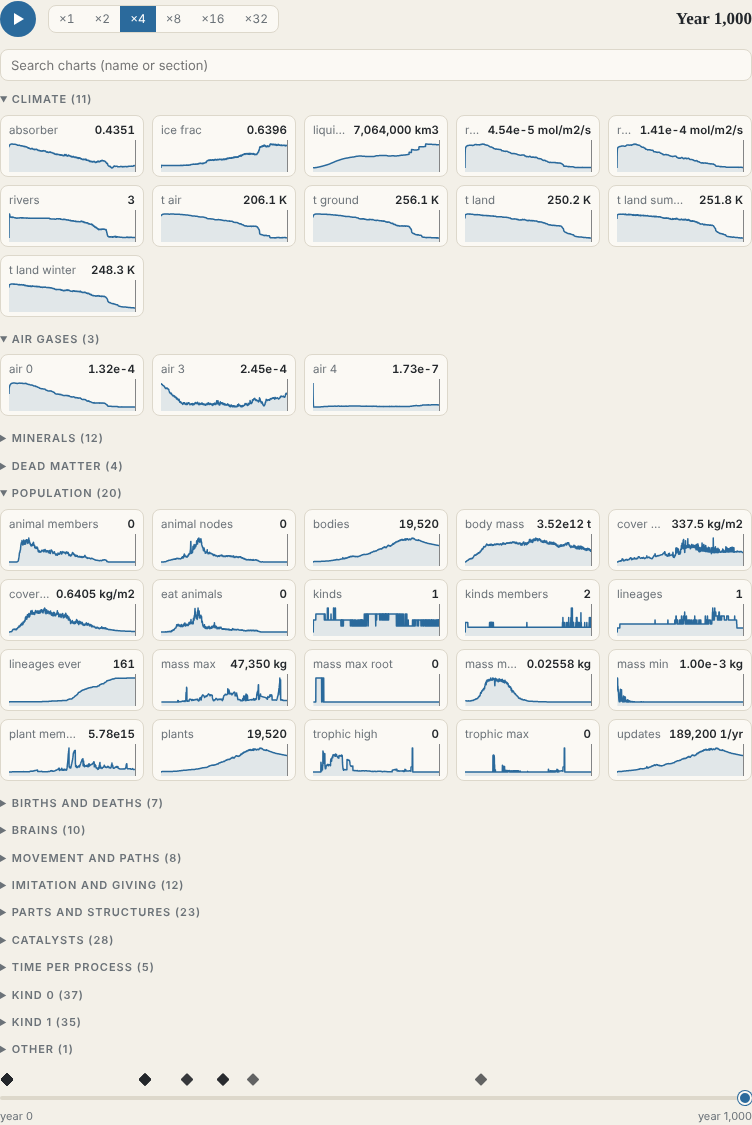 ×1 ×2 ×4 ×8 ×16 ×32 Year 1,000
Search charts (name or section)
CLIMATE (11)
absorber 0.4351 ice frac 0.6396 liqui... 7,064,000 km3 r... 4.54e-5 mol/m2/s r... 1.41e-4 mol/m2/s
rivers 3 t air 206.1 K t ground 256.1 K t land 250.2 K t land sum... 251.8 K
t land winter 248.3 K
AIR GASES (3)
air 0 1.32e-4 air 3 2.45e-4 air 4 1.73e-7
MINERALS (12)
DEAD MATTER (4)
POPULATION (20)
animal members 0 animal nodes 0 bodies 19,520 body mass 3.52e12 t cover ... 337.5 kg/m2
cover... 0.6405 kg/m2 eat animals 0 kinds 1 kinds members 2 lineages 1
lineages ever 161 mass max 47,350 kg mass max root 0 mass m... 0.02558 kg mass min 1.00e-3 kg
plant mem... 5.78e15 plants 19,520 trophic high 0 trophic max 0 updates 189,200 1/yr
BIRTHS AND DEATHS (7)
BRAINS (10)
MOVEMENT AND PATHS (8)
IMITATION AND GIVING (12)
PARTS AND STRUCTURES (23)
CATALYSTS (28)
TIME PER PROCESS (5)
KIND 0 (37)
KIND 1 (35)
OTHER (1)
year 0 year 1,000